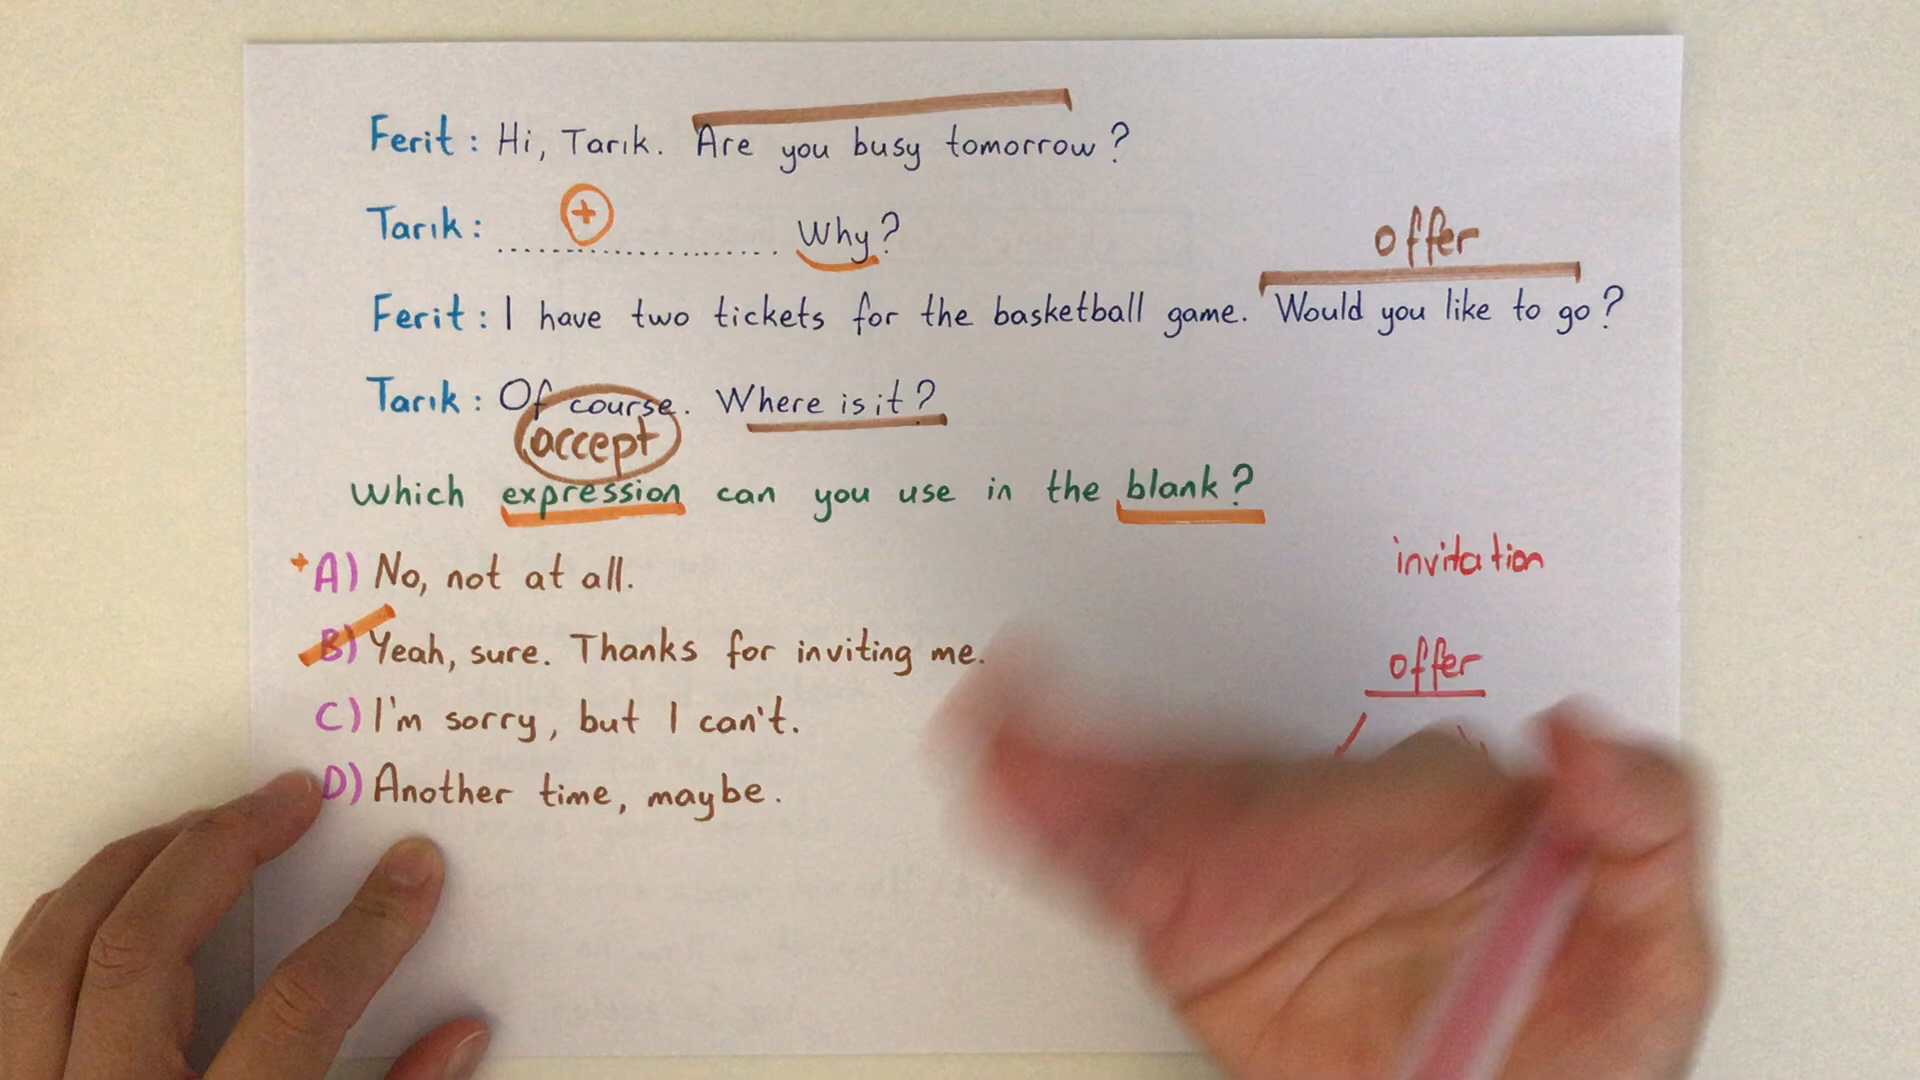 Ferit : Hi, Tarık. Are you busy tomorrow ?
+
Tarık : ........................ Why ?
offer
Ferit : I have two tickets for the basketball game. Would you like to go ?
Tarık : Of course. Where is it ?
accept
Which expression can you use in the blank ?
+ A) No, not at all.
B) Yeah, sure. Thanks for inviting me.
C) I'm sorry, but I can't.
D) Another time, maybe.
invitation
offer